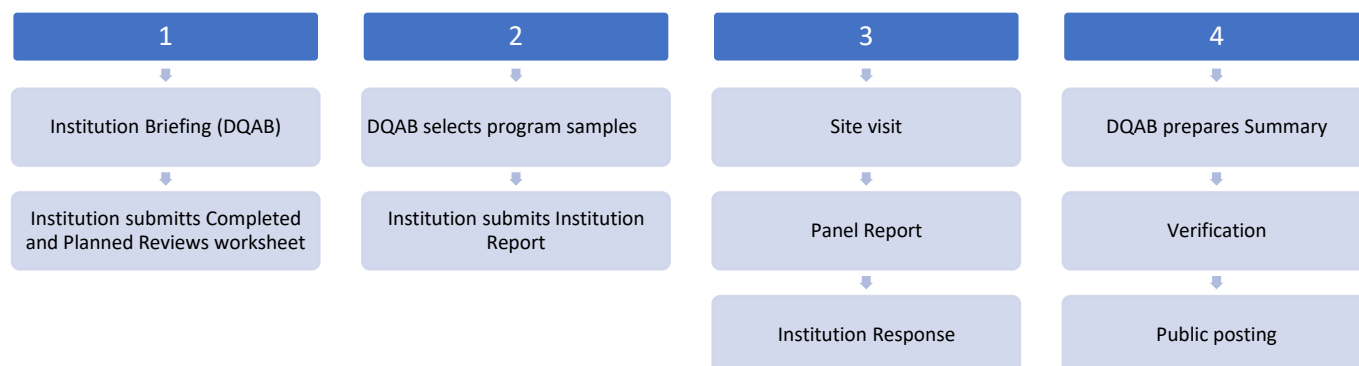 1
Institution Briefing (DQAB)
Institution submitts Completed
and Planned Reviews worksheet
2
DQAB selects program samples
Institution submits Institution
Report
3
Site visit
Panel Report
Institution Response
4
DQAB prepares Summary
Verification
Public posting